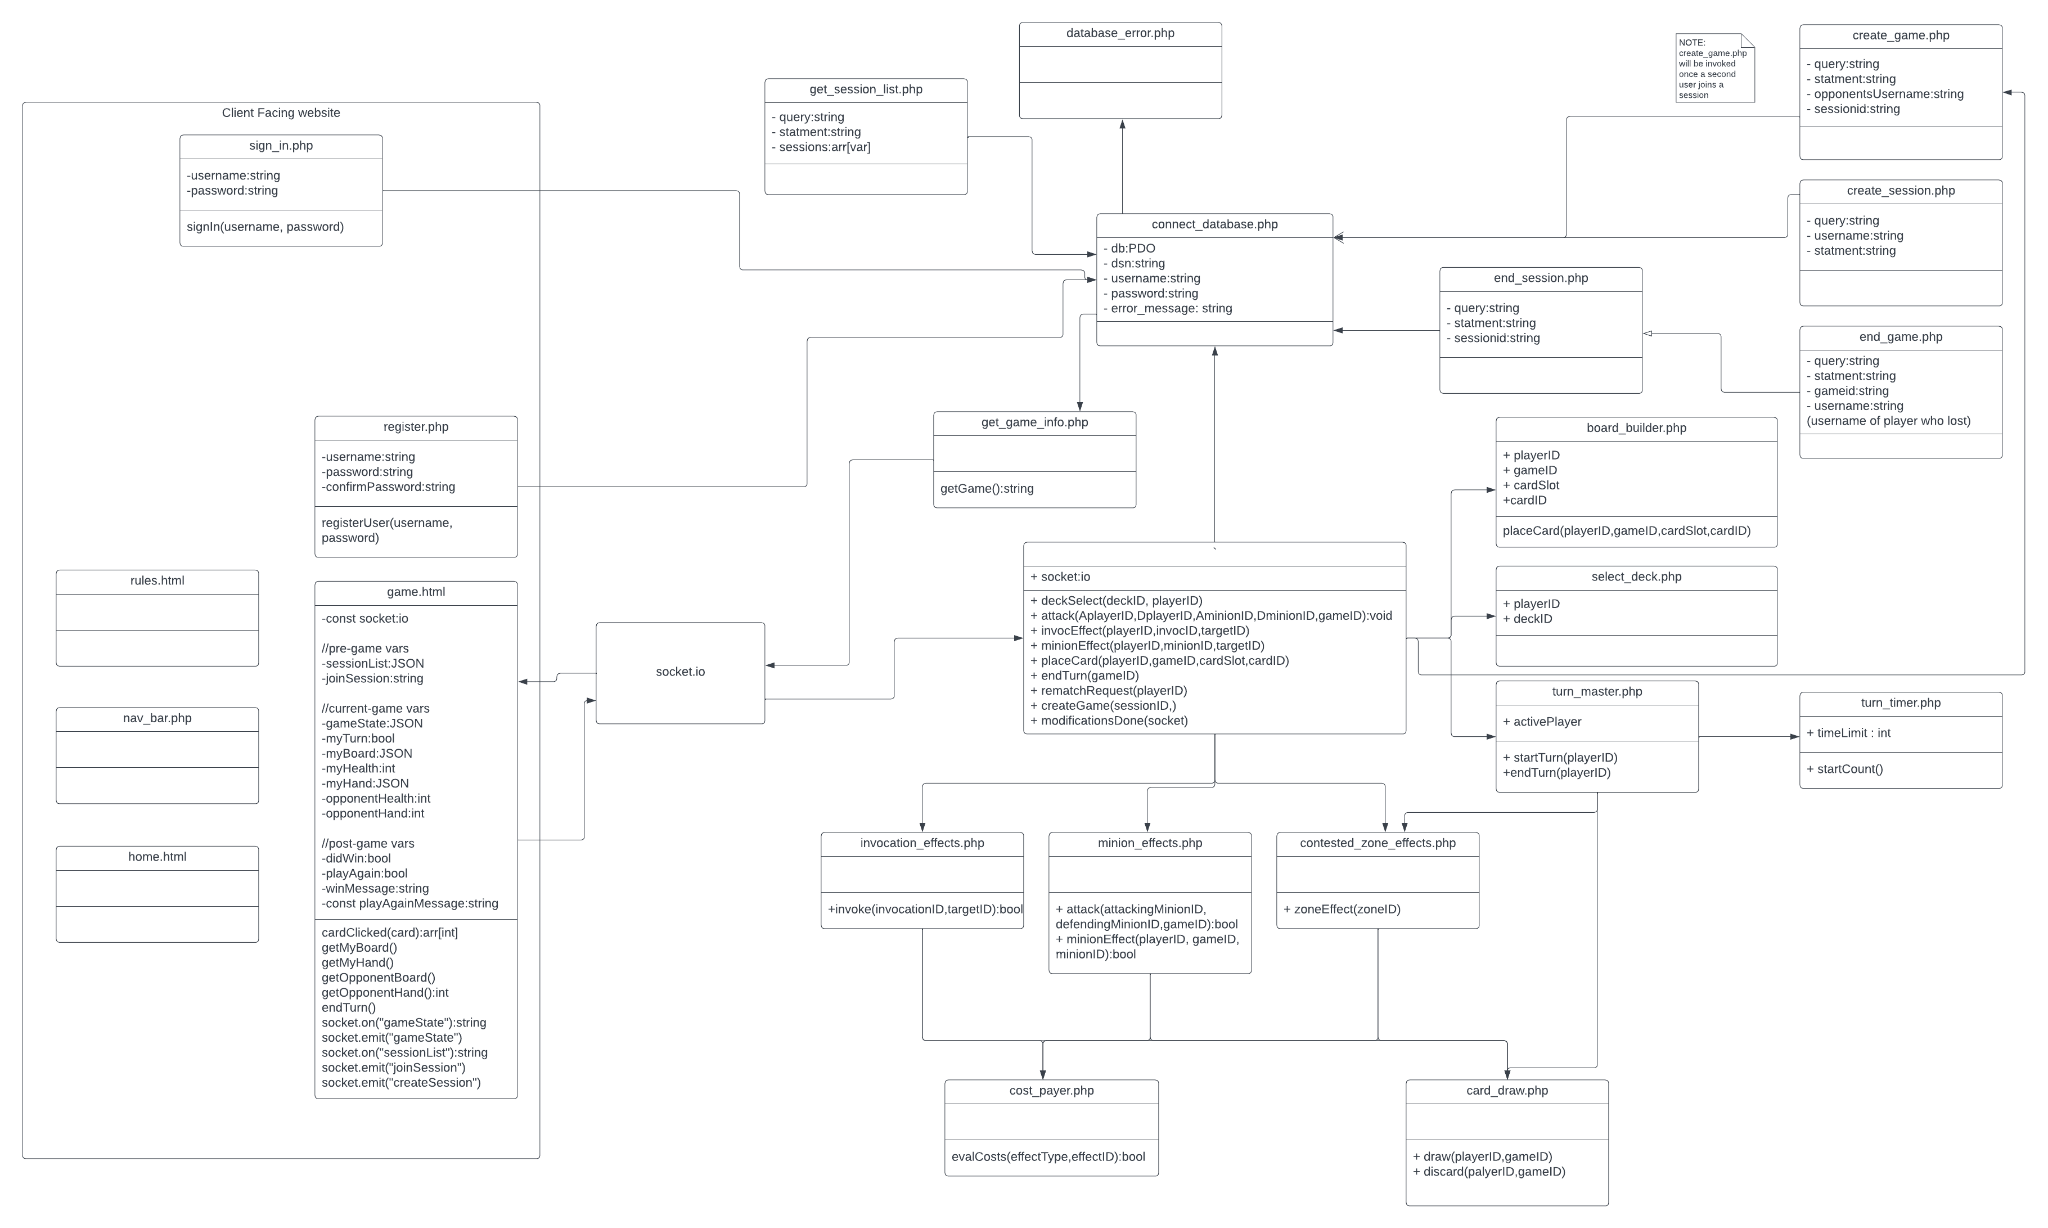 database_error.php
NOTE:
create_game.php
will be invoked
once a second
user joins a
session
create_game.php
- query:string
- statment:string
- opponentsUsername:string
- sessionid:string
get_session_list.php
- query:string
- statment:string
- sessions:arr[var]
Client Facing website
sign_in.php
-username:string
-password:string
signIn(username, password)
connect_database.php
- db:PDO
- dsn:string
- username:string
- password:string
- error_message: string
create_session.php
- query:string
- username:string
- statment:string
end_session.php
- query:string
- statment:string
- sessionid:string
end_game.php
- query:string
- statment:string
- gameid:string
- username:string
(username of player who lost)
register.php
-username:string
-password:string
-confirmPassword:string
registerUser(username,
password)
get_game_info.php
getGame():string
board_builder.php
+ playerID
+ gameID
+ cardSlot
+cardID
placeCard(playerID,gameID,cardSlot,cardID)
rules.html
nav_bar.php
home.html
game.html
-const socket:io
//pre-game vars
-sessionList:JSON
-joinSession:string
//current-game vars
-gameState:JSON
-myTurn:bool
-myBoard:JSON
-myHealth:int
-myHand:JSON
-opponentHealth:int
-opponentHand:int
//post-game vars
-didWin:bool
-playAgain:bool
-winMessage:string
-const playAgainMessage:string
cardClicked(card):arr[int]
getMyBoard()
getMyHand()
getOpponentBoard()
getOpponentHand():int
endTurn()
socket.on("gameState"):string
socket.emit("gameState")
socket.on("sessionList"):string
socket.emit("joinSession")
socket.emit("createSession")
socket.io
`
+ socket:io
+ deckSelect(deckID, playerID)
+ attack(AplayerID,DplayerID,AminionID,DminionID,gameID):void
+ invocEffect(playerID,invocID,targetID)
+ minionEffect(playerID,minionID,targetID)
+ placeCard(playerID,gameID,cardSlot,cardID)
+ endTurn(gameID)
+ rematchRequest(playerID)
+ createGame(sessionID,)
+ modificationsDone(socket)
select_deck.php
+ playerID
+ deckID
turn_master.php
+ activePlayer
+ startTurn(playerID)
+endTurn(playerID)
turn_timer.php
+ timeLimit : int
+ startCount()
invocation_effects.php
+invoke(invocationID,targetID):bool
minion_effects.php
+ attack(attackingMinionID,
defendingMinionID,gameID):bool
+ minionEffect(playerID, gameID,
minionID):bool
contested_zone_effects.php
+ zoneEffect(zoneID)
cost_payer.php
evalCosts(effectType,effectID):bool
card_draw.php
+ draw(playerID,gameID)
+ discard(palyerID,gameID)